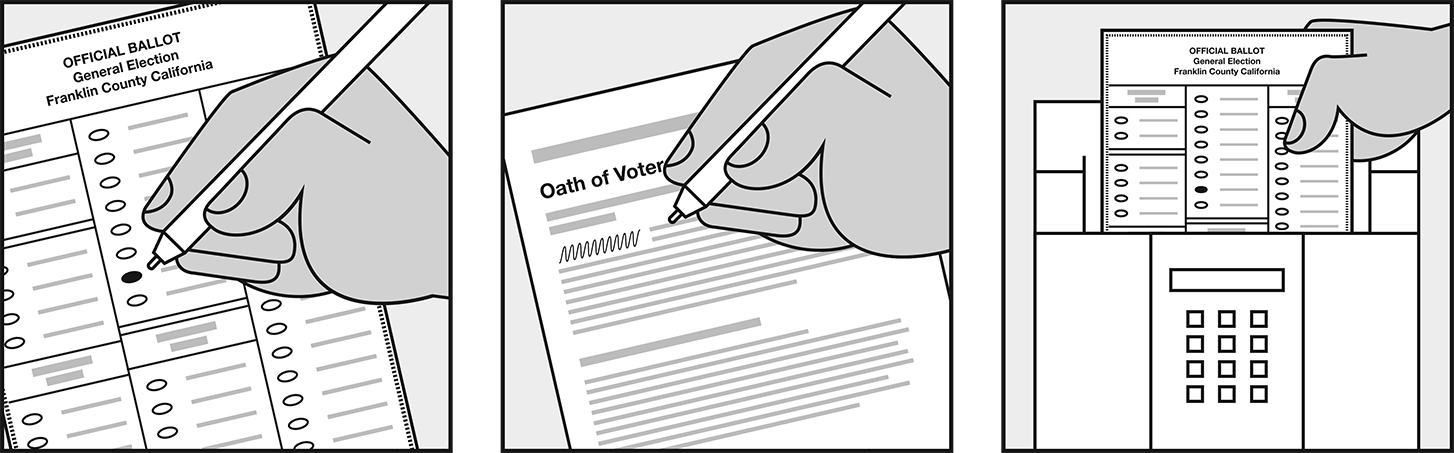 OFFICIAL BALLOT
General Election
Franklin County California
Oath of Voter
OFFICIAL BALLOT
General Election
Franklin County California